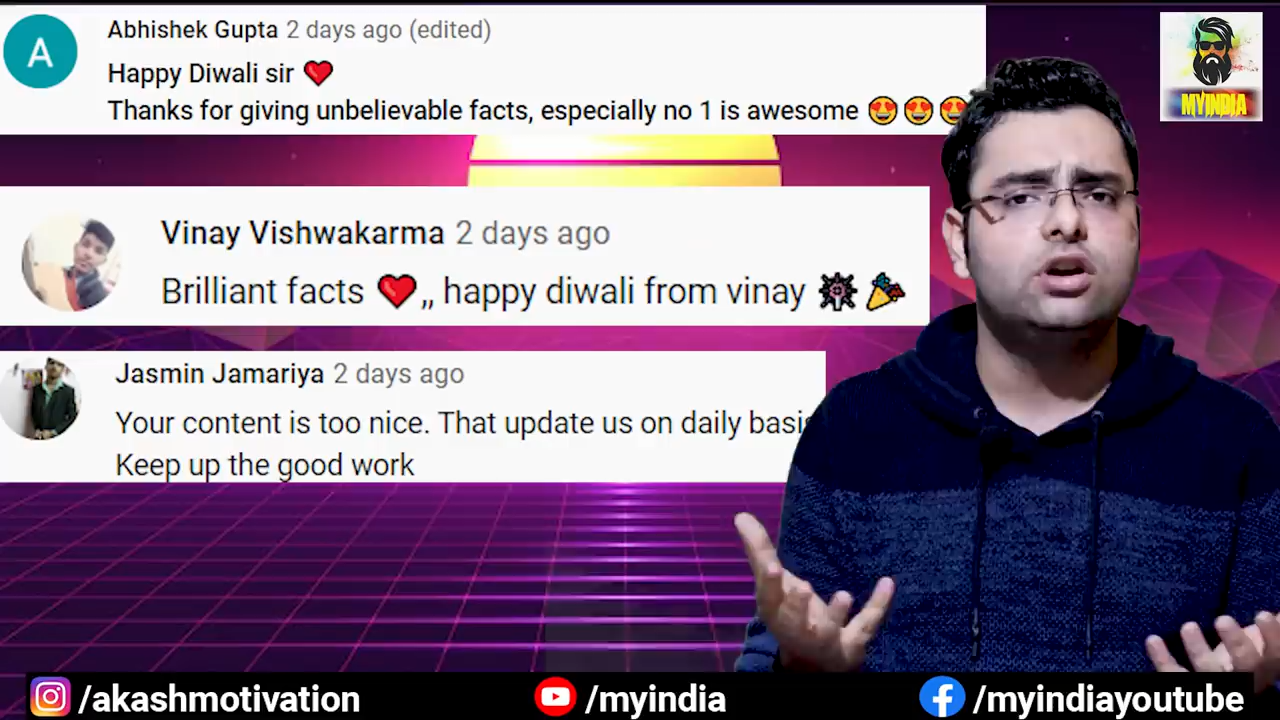 A
Abhishek Gupta 2 days ago (edited)
Happy Diwali sir ❤️
Thanks for giving unbelievable facts, especially no 1 is awesome 😍😍😍
MYINDIA
Vinay Vishwakarma 2 days ago
Brilliant facts ❤️,, happy diwali from vinay 🎆🎉
Jasmin Jamariya 2 days ago
Your content is too nice. That update us on daily basis
Keep up the good work
/akashmotivation /myindia /myindiayoutube